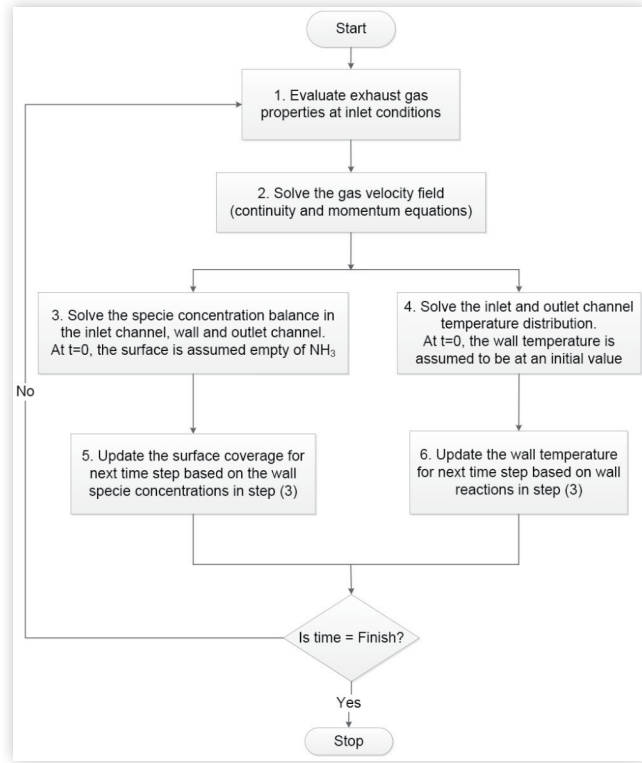 Start
1. Evaluate exhaust gas
properties at inlet conditions
2. Solve the gas velocity field
(continuity and momentum equations)
3. Solve the specie concentration balance in
the inlet channel, wall and outlet channel.
At t=0, the surface is assumed empty of NH₃
4. Solve the inlet and outlet channel
temperature distribution.
At t=0, the wall temperature is
assumed to be at an initial value
No
5. Update the surface coverage for
next time step based on the wall
specie concentrations in step (3)
6. Update the wall temperature
for next time step based on wall
reactions in step (3)
Is time = Finish?
Yes
Stop